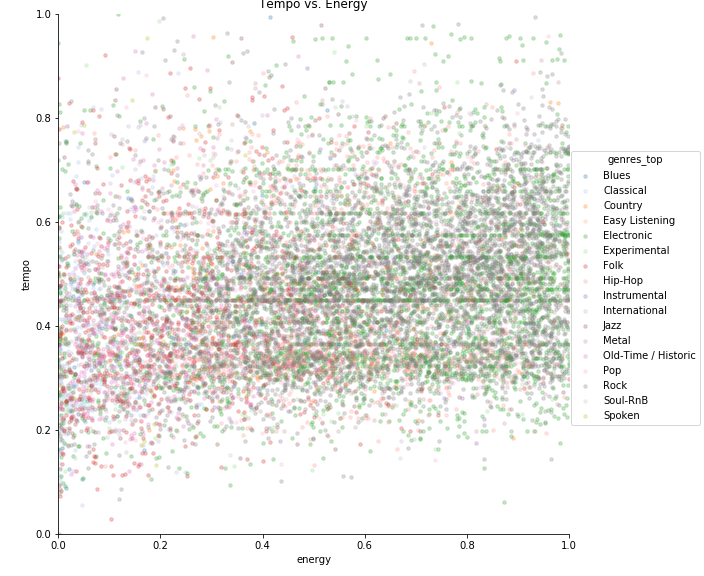 Tempo vs. Energy
1.0
0.8
0.6
0.4
0.2
0.0
tempo
0.0 0.2 0.4 0.6 0.8 1.0
energy
genres_top
Blues
Classical
Country
Easy Listening
Electronic
Experimental
Folk
Hip-Hop
Instrumental
International
Jazz
Metal
Old-Time / Historic
Pop
Rock
Soul-RnB
Spoken